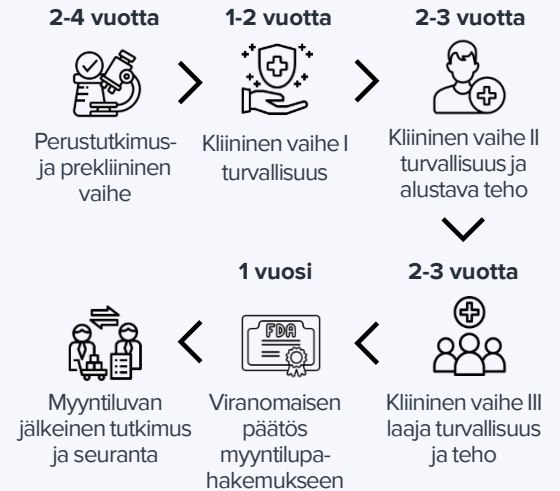 2-4 vuotta
Perustutkimus-
ja prekliininen
vaihe
1-2 vuotta
Kliininen vaihe I
turvallisuus
2-3 vuotta
Kliininen vaihe II
turvallisuus ja
alustava teho
2-3 vuotta
Kliininen vaihe III
laaja turvallisuus
ja teho
1 vuosi
FDA
Viranomaisen
päätös
myyntilupa-
hakemukseen
Myyntiluvan
jälkeinen tutkimus
ja seuranta